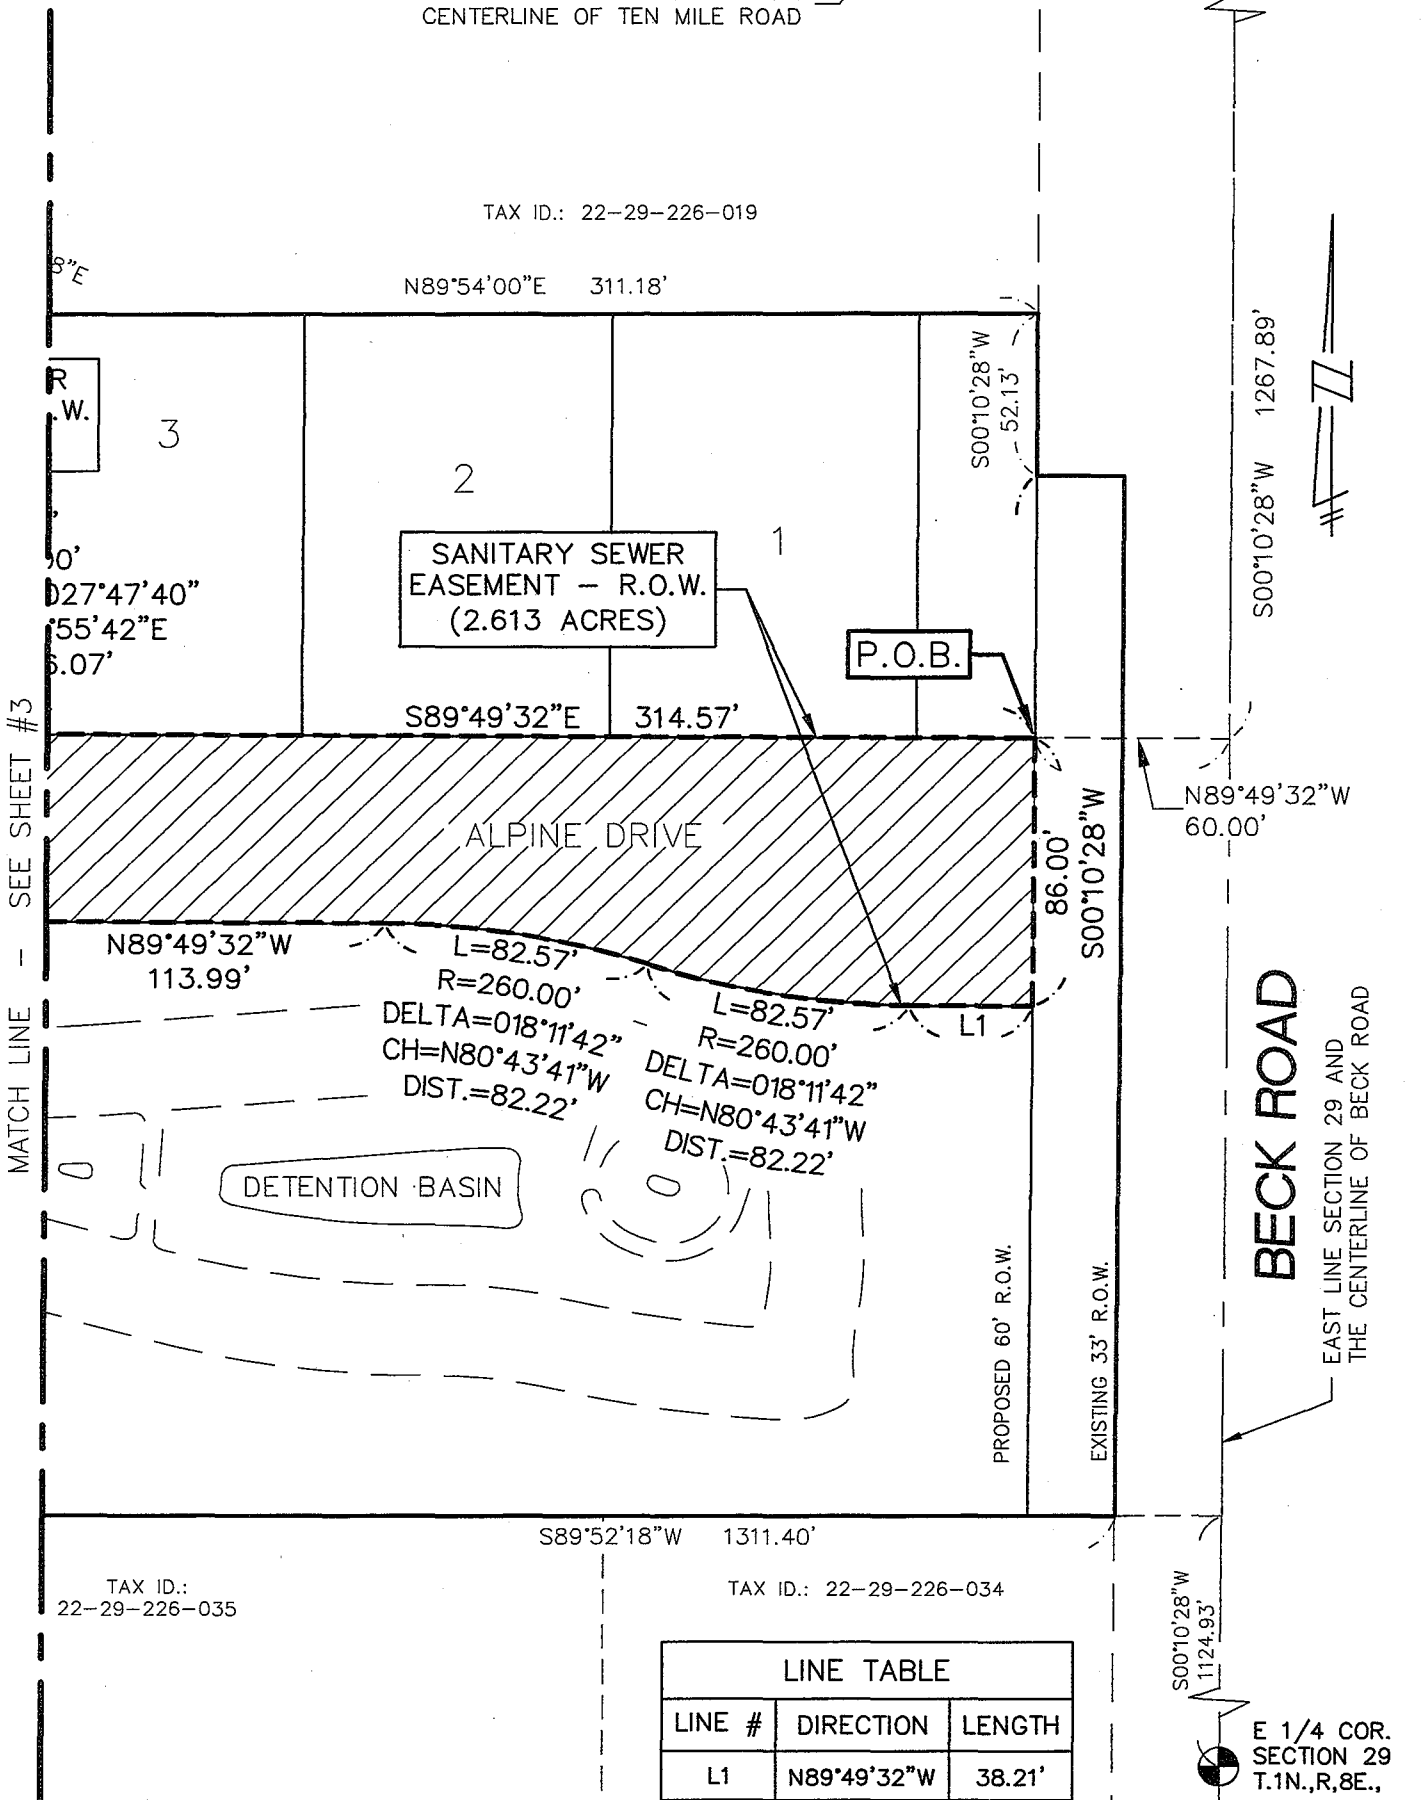 CENTERLINE OF TEN MILE ROAD
TAX ID.: 22-29-226-019
8"E
N89°54'00"E 311.18'
S00°10'28"W
52.13'
S00°10'28"W 1267.89'
R
.W.
3
2
1
SANITARY SEWER
EASEMENT - R.O.W.
(2.613 ACRES)
0'
027°47'40"
°55'42"E
6.07'
P.O.B.
S89°49'32"E 314.57'
N89°49'32"W
60.00'
ALPINE DRIVE
86.00'
S00°10'28"W
MATCH LINE - SEE SHEET #3
N89°49'32"W
113.99'
L=82.57'
R=260.00'
DELTA=018°11'42"
CH=N80°43'41"W
DIST.=82.22'
L=82.57'
R=260.00'
DELTA=018°11'42"
CH=N80°43'41"W
DIST.=82.22'
L1
BECK ROAD
EAST LINE SECTION 29 AND
THE CENTERLINE OF BECK ROAD
DETENTION BASIN
PROPOSED 60' R.O.W.
EXISTING 33' R.O.W.
S89°52'18"W 1311.40'
TAX ID.:
22-29-226-035
TAX ID.: 22-29-226-034
S00°10'28"W
1124.93'
LINE TABLE
LINE # DIRECTION LENGTH
L1 N89°49'32"W 38.21'
E 1/4 COR.
SECTION 29
T.1N.,R,8E.,